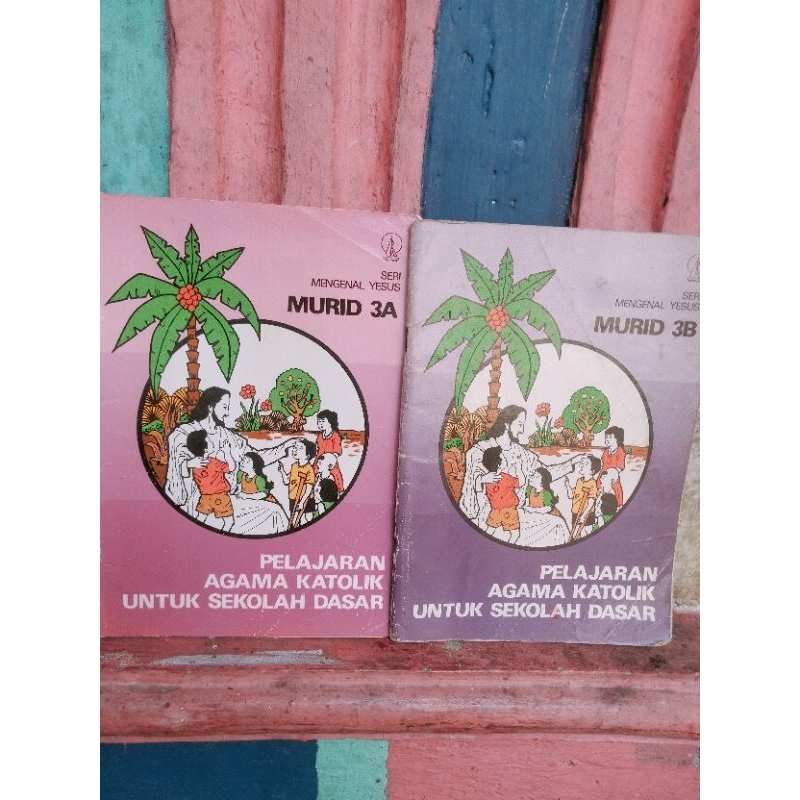 SERI
MENGENAL YESUS
MURID 3A
PELAJARAN
AGAMA KATOLIK
UNTUK SEKOLAH DASAR
SERI
MENGENAL YESUS
MURID 3B
PELAJARAN
AGAMA KATOLIK
UNTUK SEKOLAH DASAR